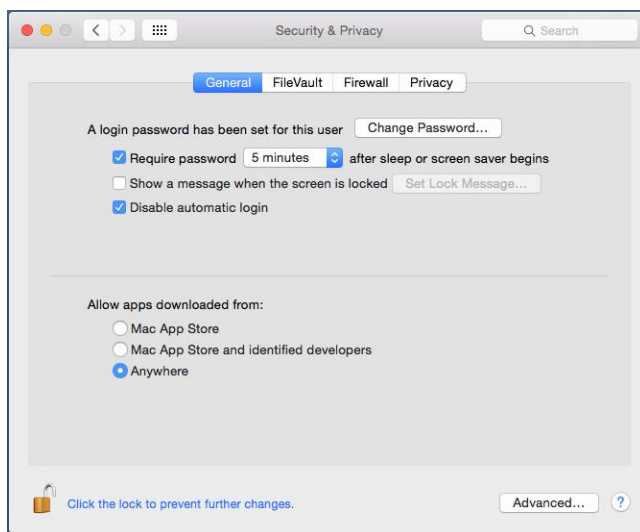 Security & Privacy
Search
General FileVault Firewall Privacy
A login password has been set for this user Change Password...
Require password 5 minutes after sleep or screen saver begins
Show a message when the screen is locked Set Lock Message...
Disable automatic login
Allow apps downloaded from:
Mac App Store
Mac App Store and identified developers
Anywhere
Click the lock to prevent further changes.
Advanced... ?